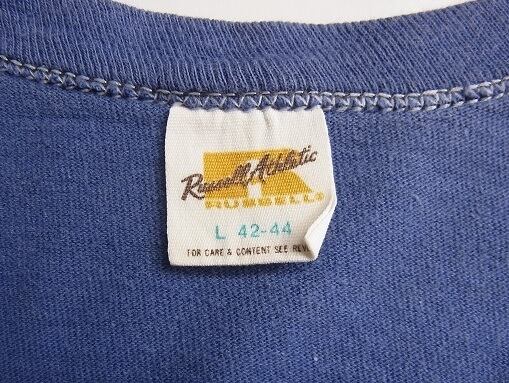 Russell Athletic
RUSSELL®
L 42-44
FOR CARE & CONTENT SEE REV